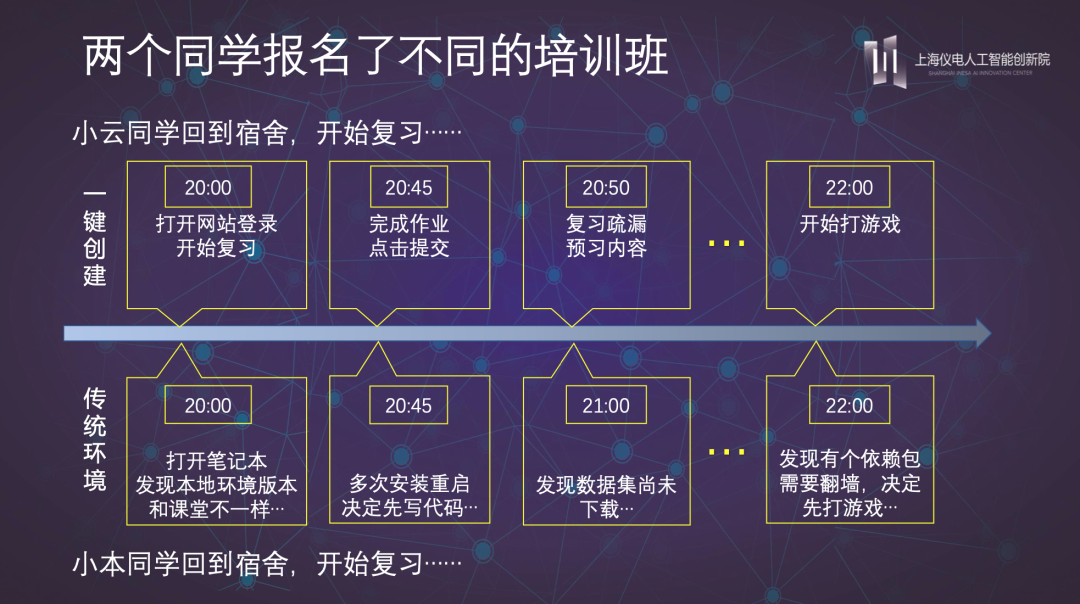 两个同学报名了不同的培训班
上海仪电人工智能创新院
SHANGHAI INESA AI INNOVATION CENTER
小云同学回到宿舍，开始复习······
一键创建
20:00
打开网站登录
开始复习
20:45
完成作业
点击提交
20:50
复习疏漏
预习内容
...
22:00
开始打游戏
传统环境
20:00
打开笔记本
发现本地环境版本
和课堂不一样···
20:45
多次安装重启
决定先写代码···
21:00
发现数据集尚未
下载···
...
22:00
发现有个依赖包
需要翻墙，决定
先打游戏···
小本同学回到宿舍，开始复习······